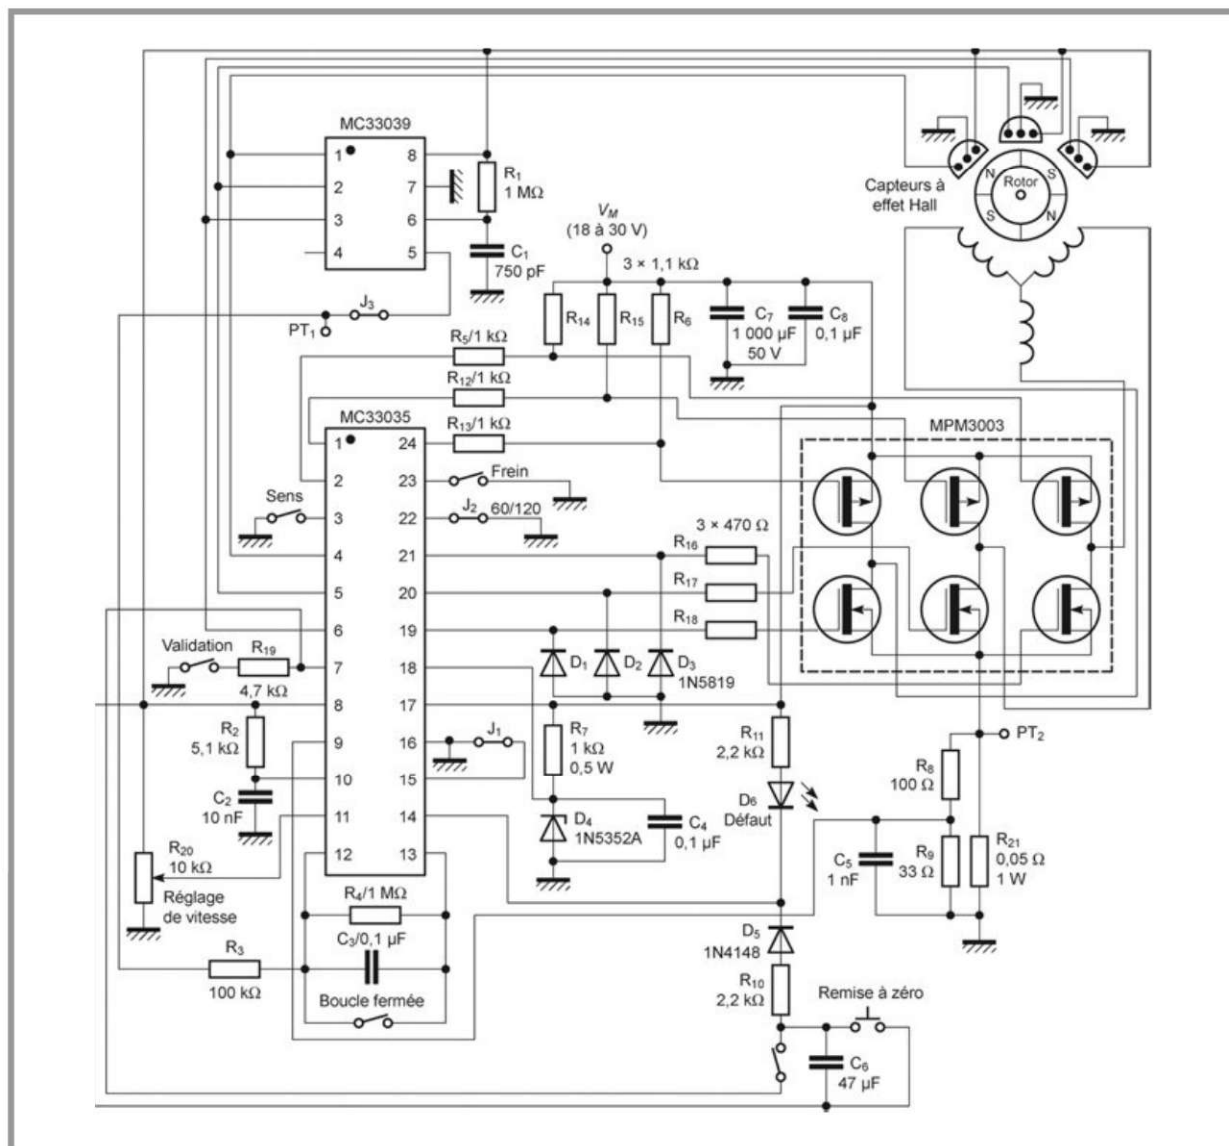 MC33039
1
2
3
4
8
7
6
5
R1
1 MΩ
C1
750 pF
VM
(18 à 30 V)
3 × 1,1 kΩ
R14
R15
R6
C7
1 000 µF
50 V
C8
0,1 µF
Capteurs à
effet Hall
N
S
Rotor
S
N
J3
PT1
R5/1 kΩ
R12/1 kΩ
R13/1 kΩ
MC33035
1
2
3
4
5
6
7
8
9
10
11
12
24
23
22
21
20
19
18
17
16
15
14
13
Frein
J2
60/120
Sens
MPM3003
3 × 470 Ω
R16
R17
R18
D1
D2
D3
1N5819
Validation
R19
4,7 kΩ
R2
5,1 kΩ
C2
10 nF
R20
10 kΩ
Réglage
de vitesse
R7
1 kΩ
0,5 W
J1
D4
1N5352A
C4
0,1 µF
R11
2,2 kΩ
D6
Défaut
PT2
R8
100 Ω
R9
33 Ω
R21
0,05 Ω
1 W
C5
1 nF
R4/1 MΩ
C3/0,1 µF
Boucle fermée
R3
100 kΩ
D5
1N4148
R10
2,2 kΩ
Remise à zéro
C6
47 µF